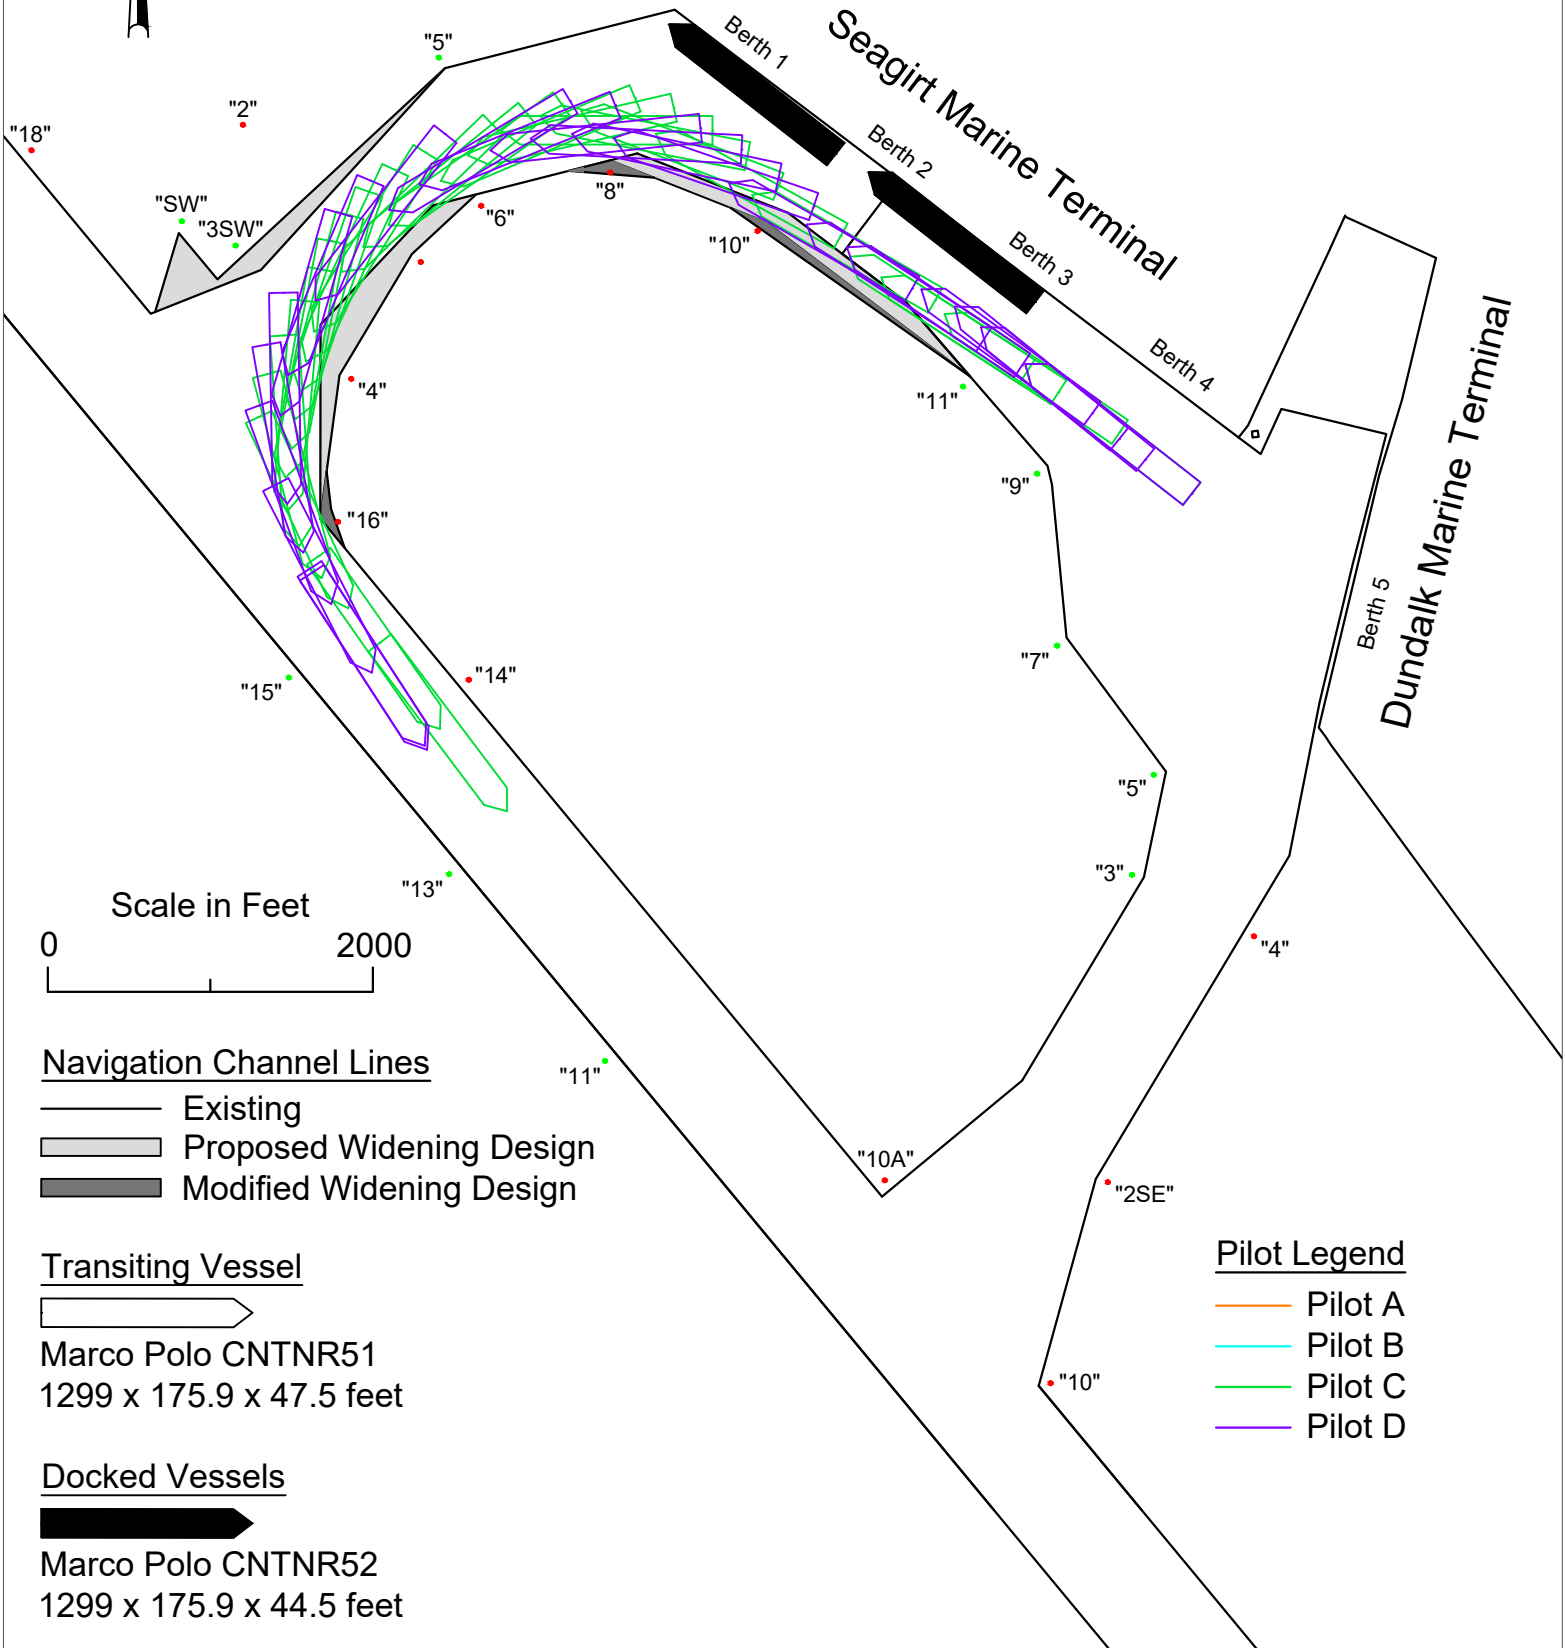 "5"
Berth 1
Seagirt Marine Terminal
"2"
"18"
Berth 2
"SW"
"3SW"
"8"
"6"
"10"
Berth 3
Berth 4
"4"
"11"
"9"
"16"
Dundalk Marine Terminal
Berth 5
"7"
"14"
"15"
"5"
"3"
"13"
"4"
Scale in Feet
0 2000
"11"
"10A"
"2SE"
"10"
Navigation Channel Lines
Existing
Proposed Widening Design
Modified Widening Design
Transiting Vessel
Marco Polo CNTNR51
1299 x 175.9 x 47.5 feet
Docked Vessels
Marco Polo CNTNR52
1299 x 175.9 x 44.5 feet
Pilot Legend
Pilot A
Pilot B
Pilot C
Pilot D